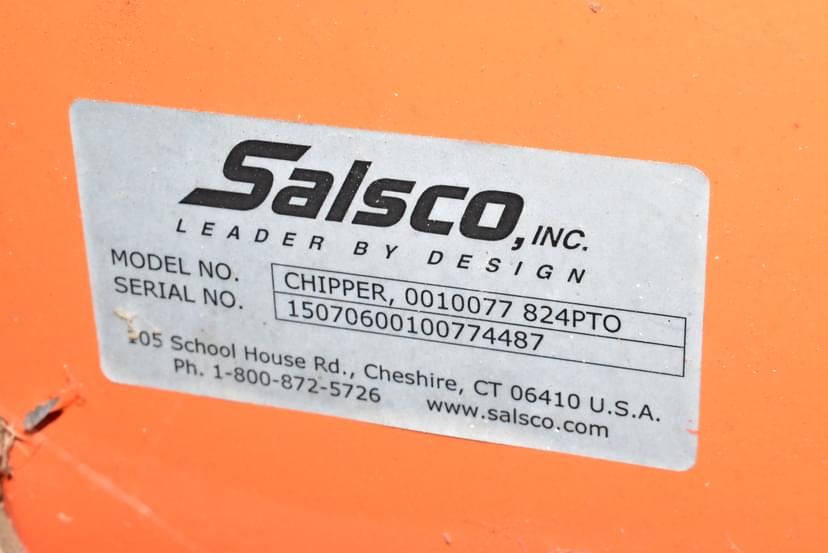 Salsco, INC.
LEADER BY DESIGN
MODEL NO. CHIPPER, 0010077 824PTO
SERIAL NO. 15070600100774487
105 School House Rd., Cheshire, CT 06410 U.S.A.
Ph. 1-800-872-5726 www.salsco.com